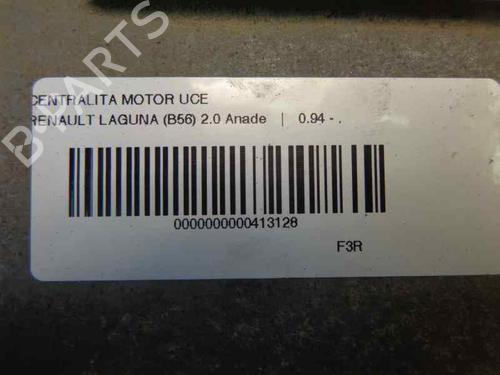 CENTRALITA MOTOR UCE
RENAULT LAGUNA (B56) 2.0 Anade | 0.94 - .
0000000000413128
F3R
B PARTS